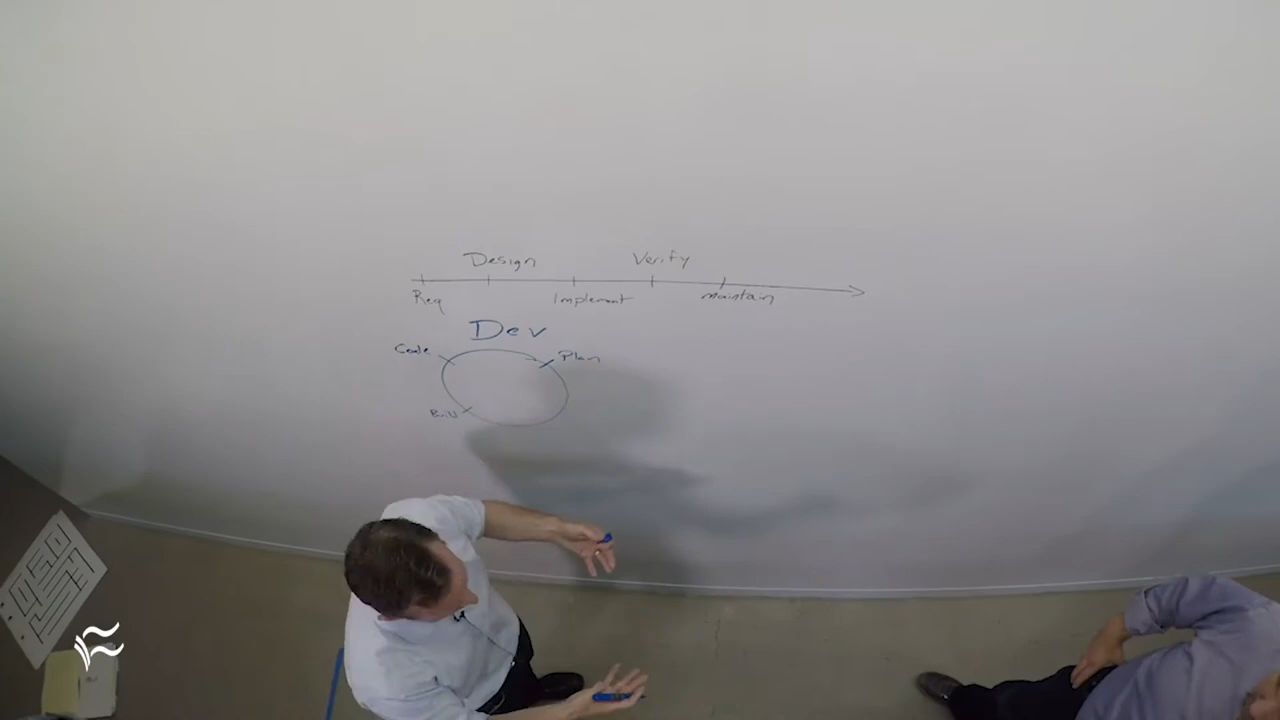 Design
Verify
Req
Implement
maintain
Dev
Code
Plan
Build